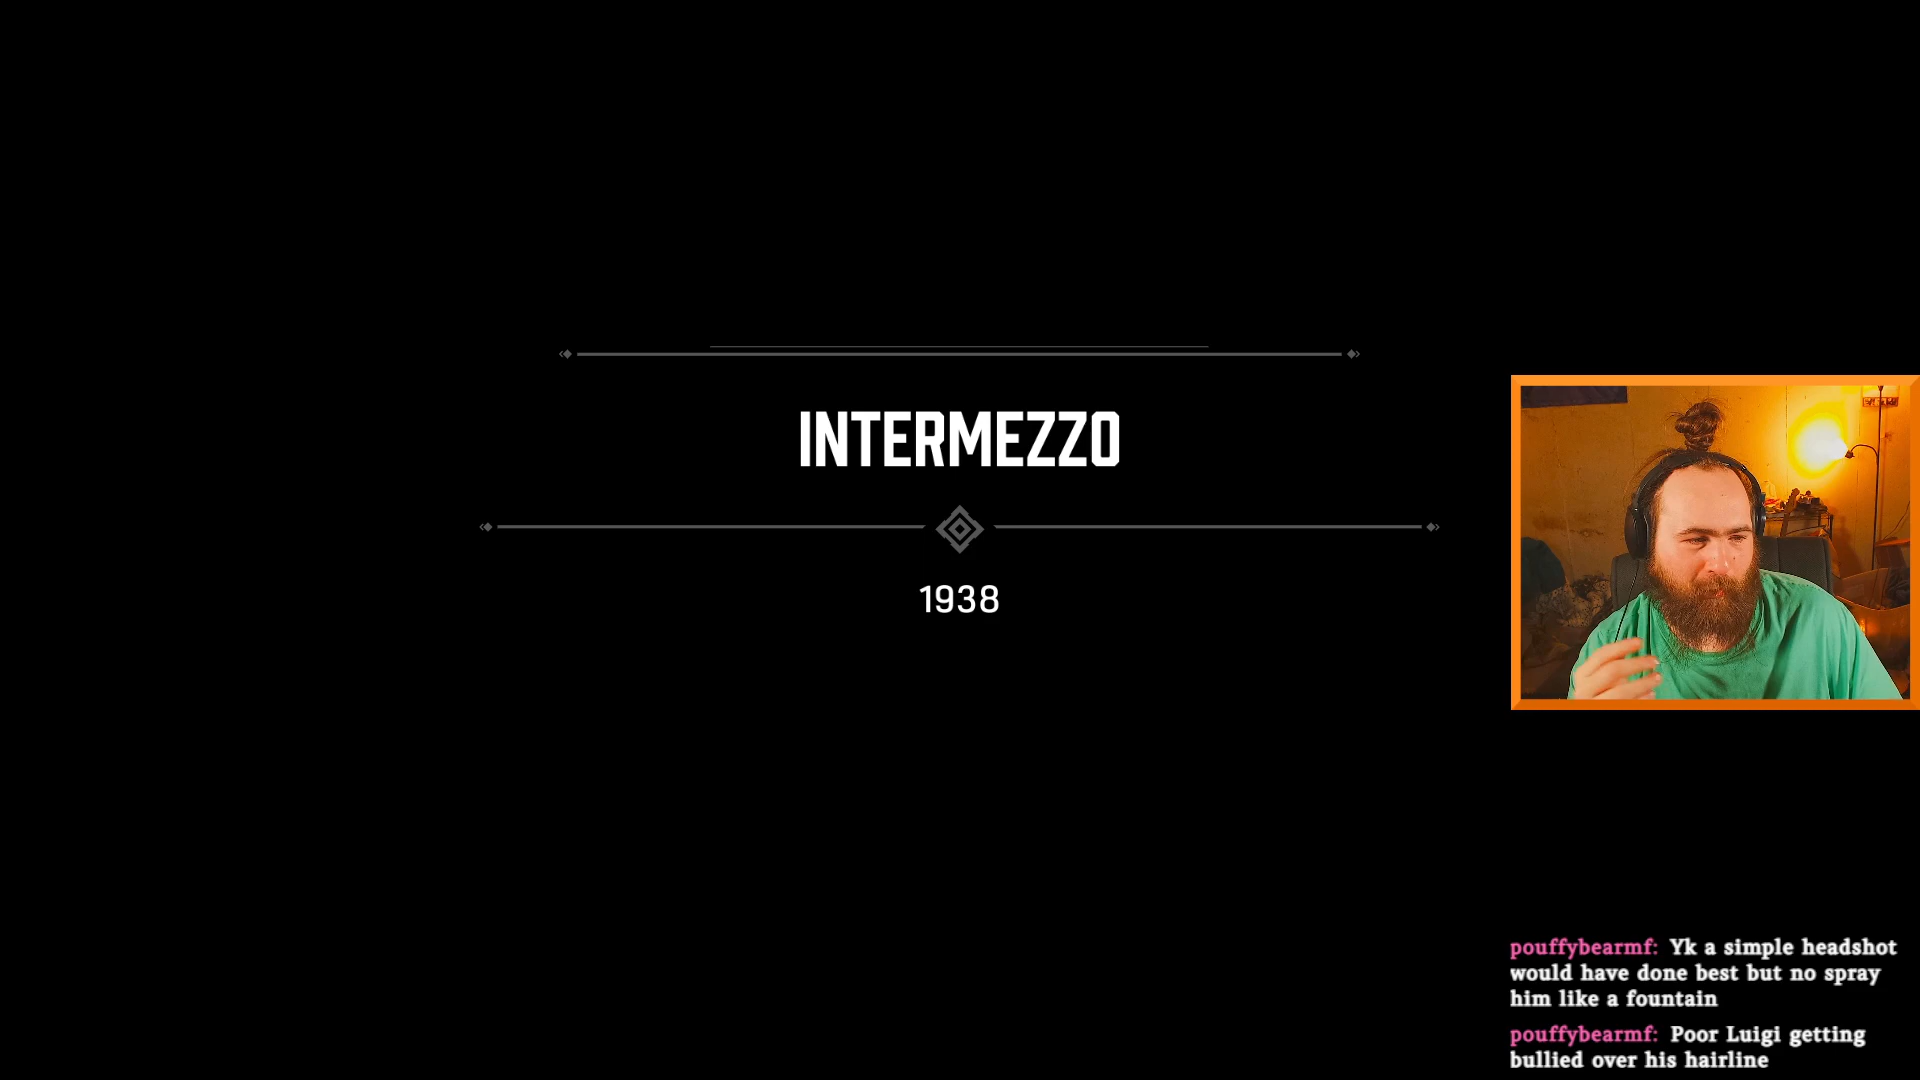 INTERMEZZO
1938
pouffybearmf: Yk a simple headshot
would have done best but no spray
him like a fountain
pouffybearmf: Poor Luigi getting
bullied over his hairline